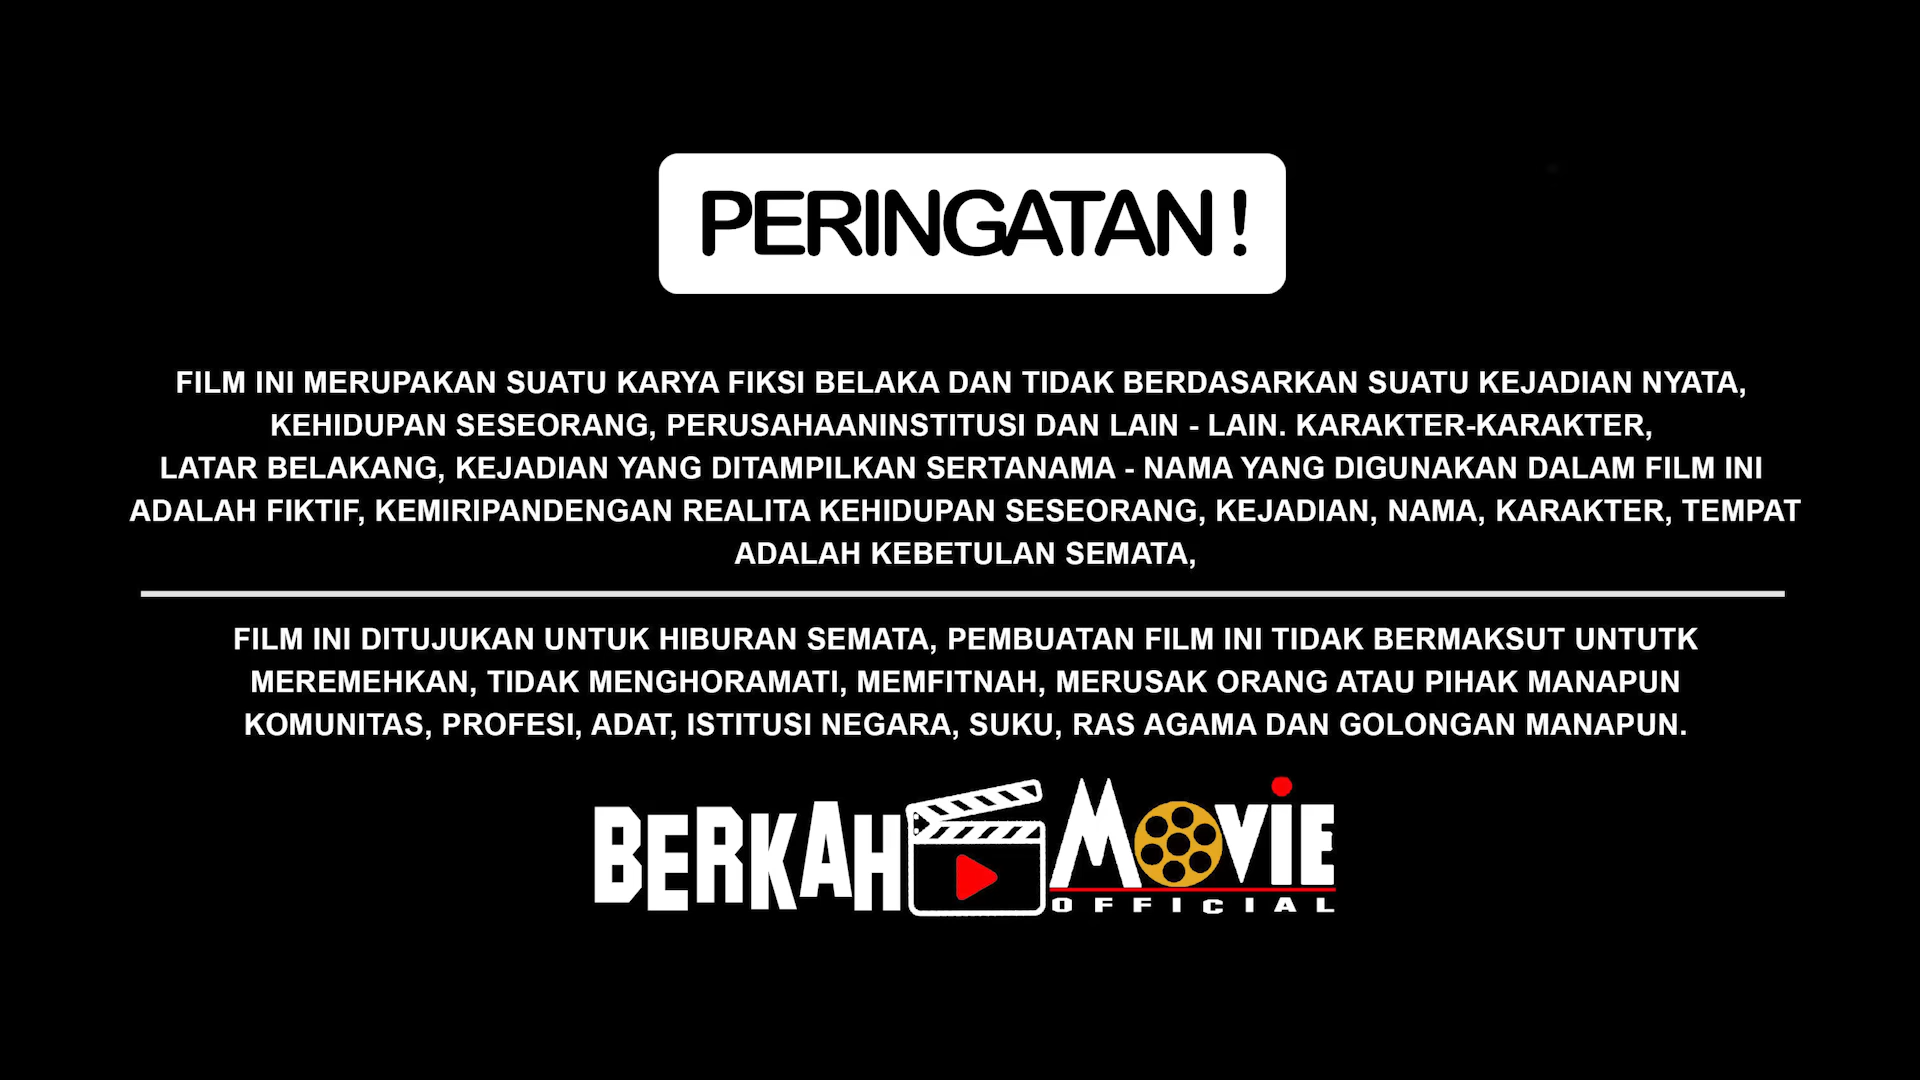 PERINGATAN !
FILM INI MERUPAKAN SUATU KARYA FIKSI BELAKA DAN TIDAK BERDASARKAN SUATU KEJADIAN NYATA,
KEHIDUPAN SESEORANG, PERUSAHAANINSTITUSI DAN LAIN - LAIN. KARAKTER-KARAKTER,
LATAR BELAKANG, KEJADIAN YANG DITAMPILKAN SERTANAMA - NAMA YANG DIGUNAKAN DALAM FILM INI
ADALAH FIKTIF, KEMIRIPANDENGAN REALITA KEHIDUPAN SESEORANG, KEJADIAN, NAMA, KARAKTER, TEMPAT
ADALAH KEBETULAN SEMATA,
FILM INI DITUJUKAN UNTUK HIBURAN SEMATA, PEMBUATAN FILM INI TIDAK BERMAKSUT UNTUTK
MEREMEHKAN, TIDAK MENGHORAMATI, MEMFITNAH, MERUSAK ORANG ATAU PIHAK MANAPUN
KOMUNITAS, PROFESI, ADAT, ISTITUSI NEGARA, SUKU, RAS AGAMA DAN GOLONGAN MANAPUN.
BERKAH MOVIE
OFFICIAL